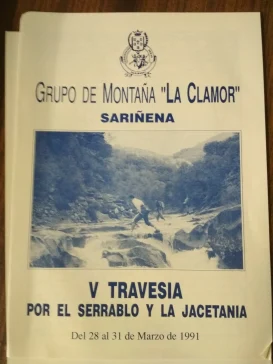 GRUPO DE MONTAÑA "LA CLAMOR"
SARIÑENA
V TRAVESIA
POR EL SERRABLO Y LA JACETANIA
Del 28 al 31 de Marzo de 1991